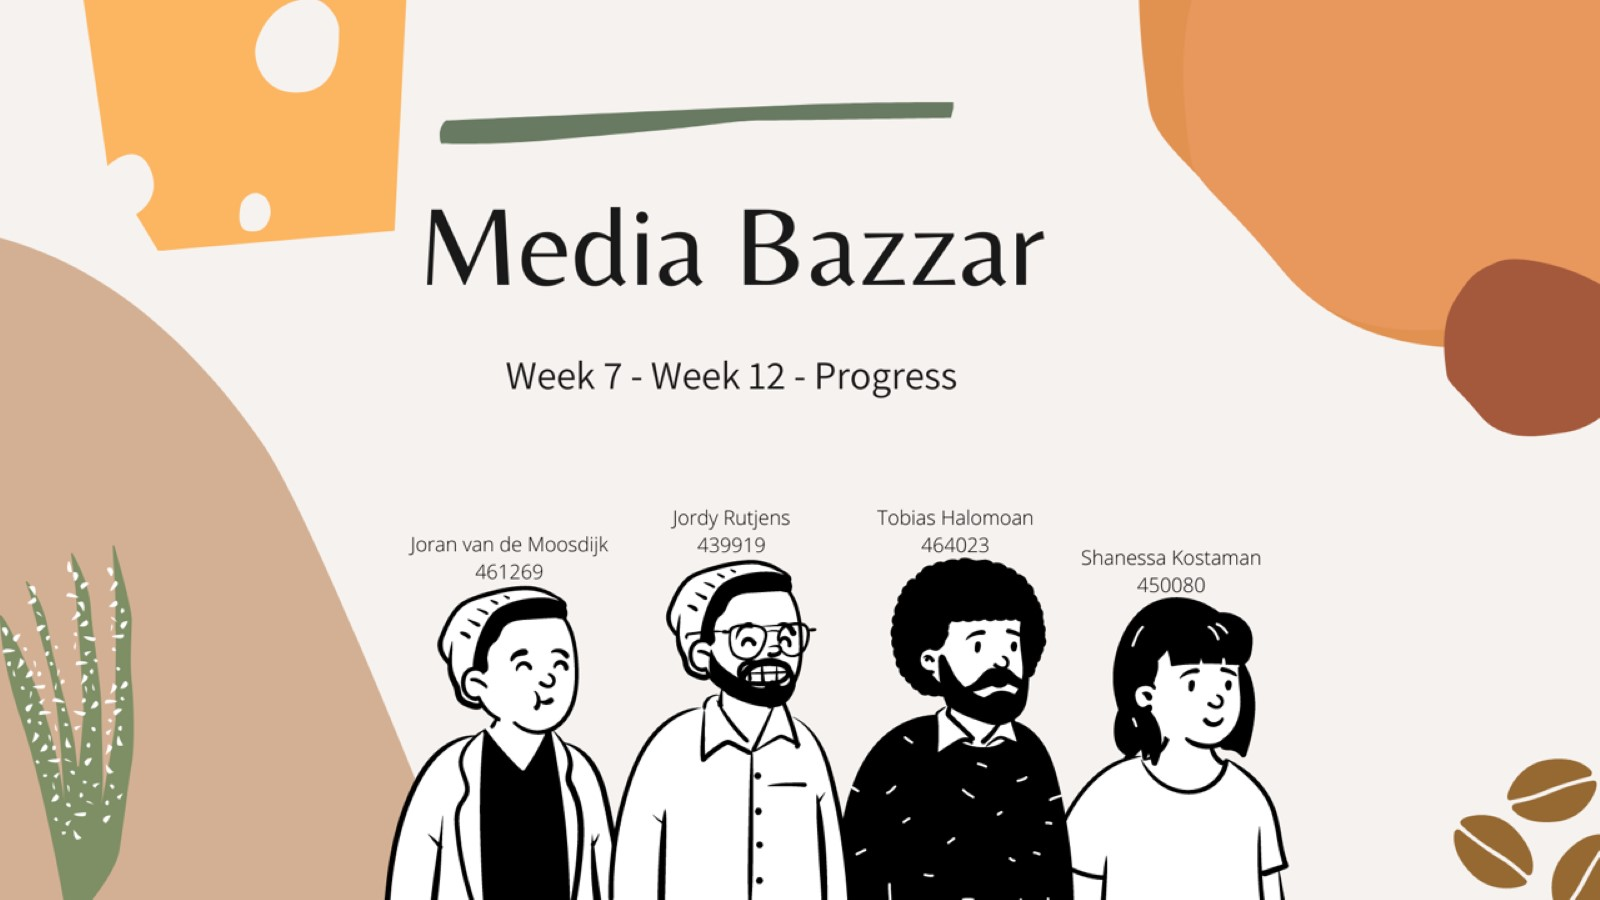 Media Bazzar
Week 7 - Week 12 - Progress
Joran van de Moosdijk
461269
Jordy Rutjens
439919
Tobias Halomoan
464023
Shanessa Kostaman
450080